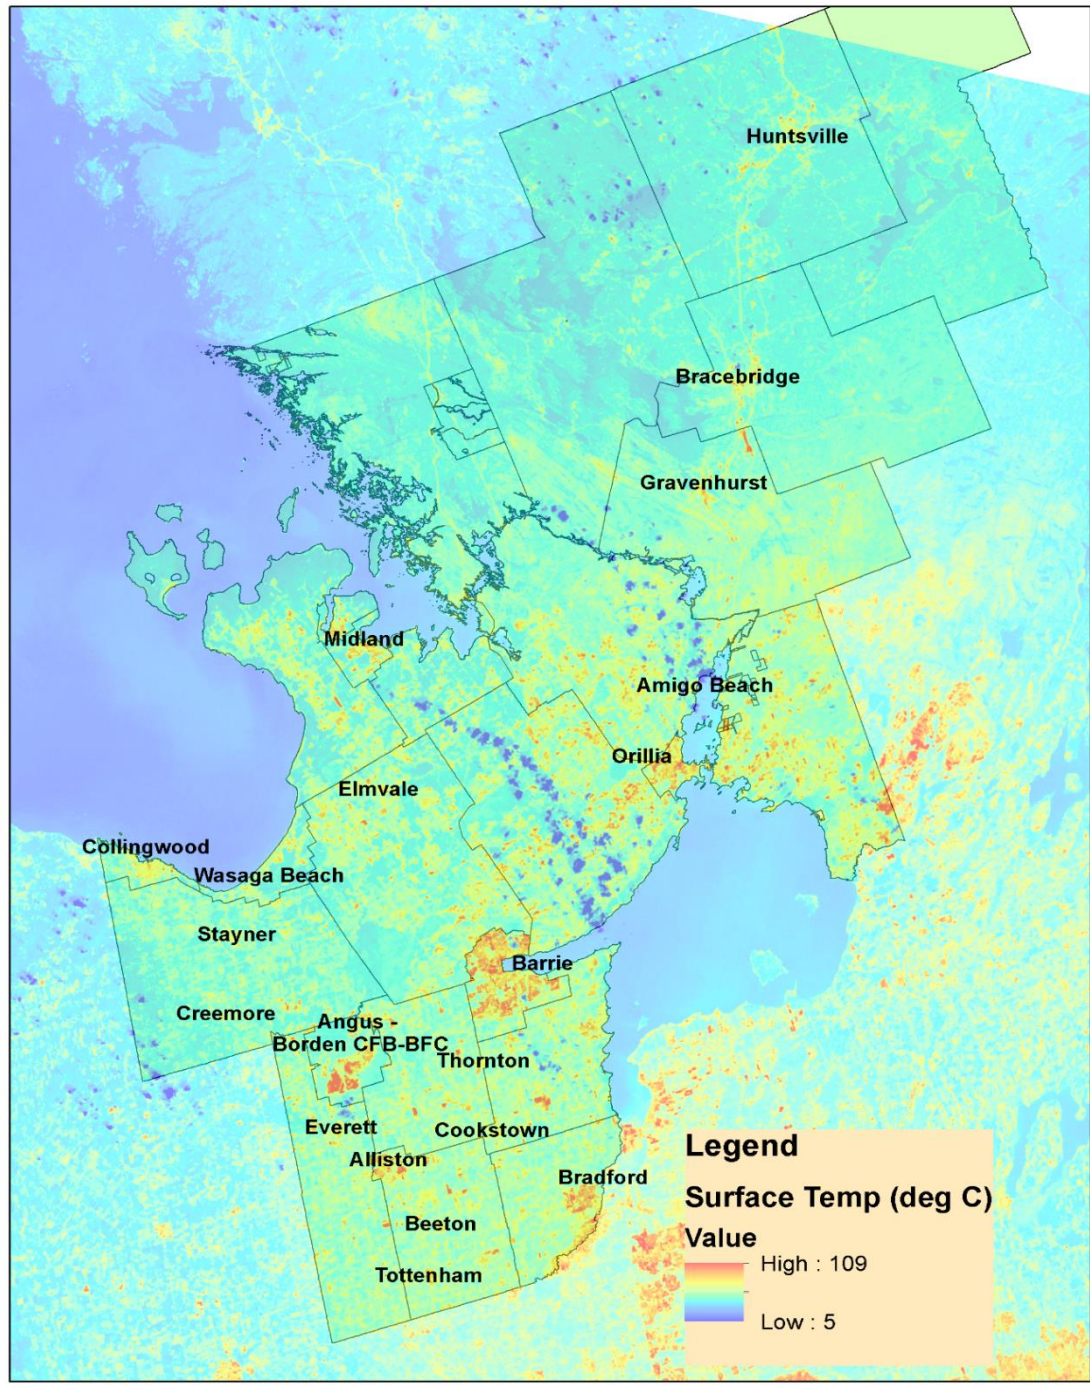 Huntsville
Bracebridge
Gravenhurst
Midland
Amigo Beach
Orillia
Elmvale
Collingwood
Wasaga Beach
Stayner
Barrie
Creemore
Angus -
Borden CFB-BFC
Thornton
Everett
Cookstown
Alliston
Bradford
Beeton
Tottenham
Legend
Surface Temp (deg C)
Value
High : 109
Low : 5